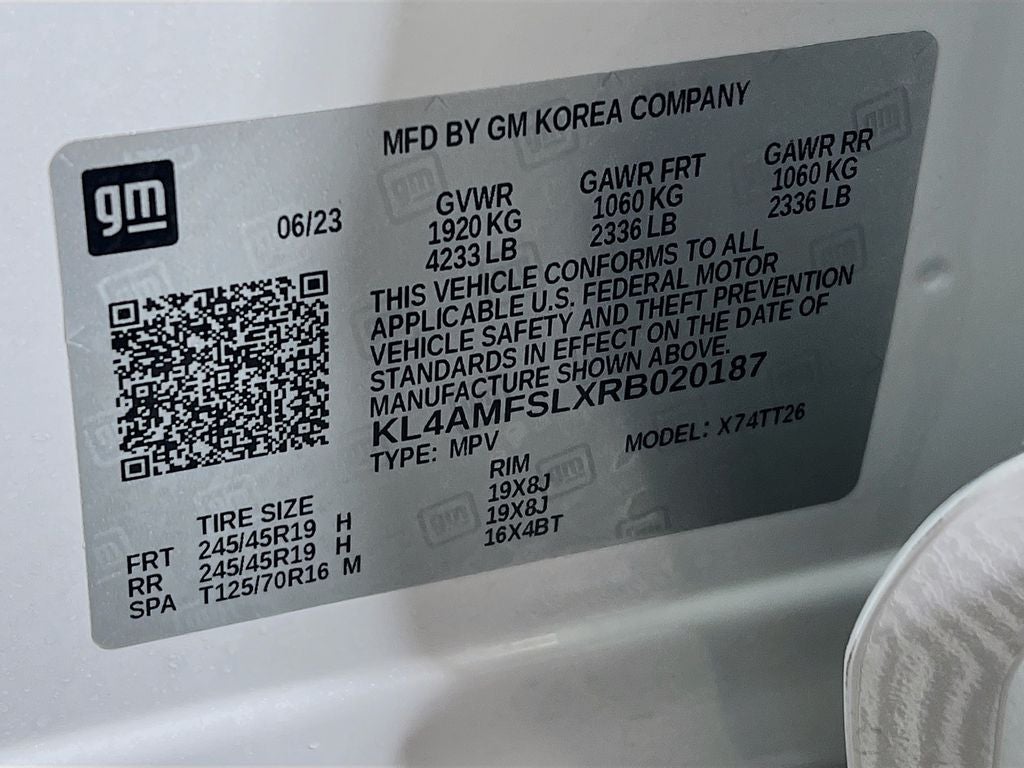 gm
MFD BY GM KOREA COMPANY
06/23
GVWR GAWR FRT GAWR RR
1920 KG 1060 KG 1060 KG
4233 LB 2336 LB 2336 LB
THIS VEHICLE CONFORMS TO ALL
APPLICABLE U.S. FEDERAL MOTOR
VEHICLE SAFETY AND THEFT PREVENTION
STANDARDS IN EFFECT ON THE DATE OF
MANUFACTURE SHOWN ABOVE.
KL4AMFSLXRB020187
TYPE: MPV MODEL: X74TT26
TIRE SIZE RIM
FRT 245/45R19 H 19X8J
RR 245/45R19 H 19X8J
SPA T125/70R16 M 16X4BT